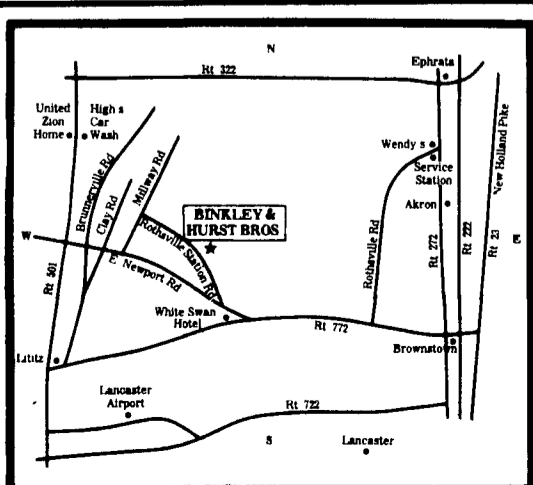 N
Ephrata
Rt 322
United
Zion
Home
High s
Car
Wash
Brunnerville Rd
Clay Rd
Millway Rd
Wendy s
Service
Station
New Holland Pike
BINKLEY &
HURST BROS
Rothsville Station Rd
Akron
Rothsville Rd
W
E
Rt 501
E Newport Rd
Rt 272
Rt 222
Rt 23
White Swan
Hotel
Rt 772
Lititz
Brownstown
Lancaster
Airport
Rt 722
S
Lancaster